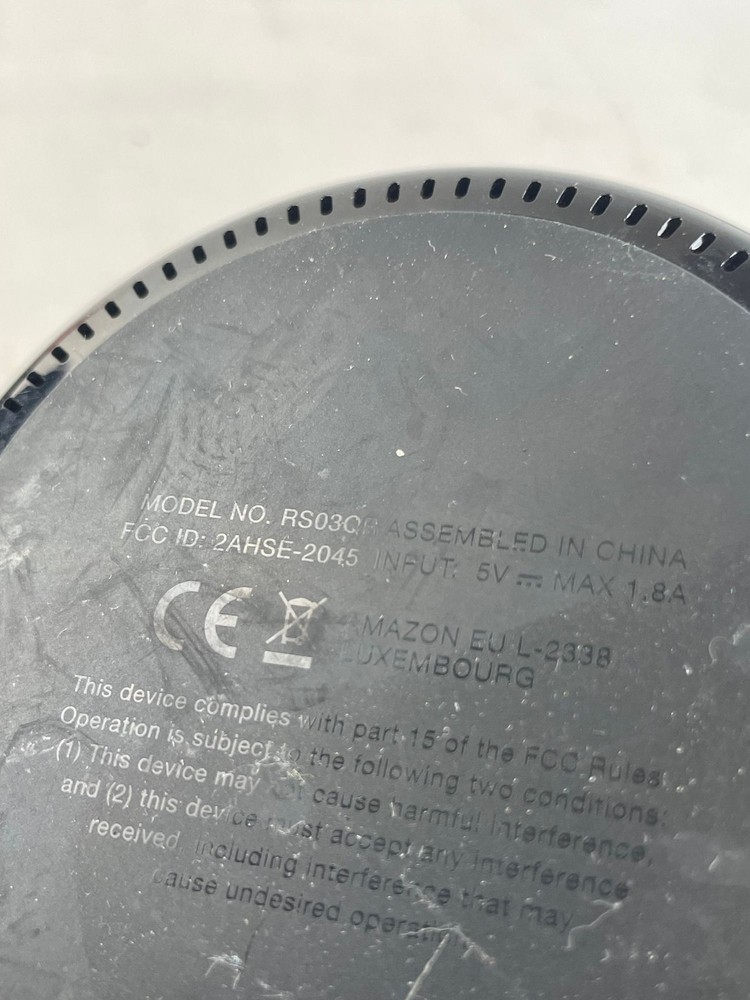 MODEL NO. RS03QR ASSEMBLED IN CHINA
FCC ID: 2AHSE-2045 INPUT: 5V ⎓ MAX 1.8A
CE AMAZON EU L-2338
LUXEMBOURG
This device complies with part 15 of the FCC Rules.
Operation is subject to the following two conditions:
(1) This device may not cause harmful interference,
and (2) this device must accept any interference
received, including interference that may
cause undesired operation.